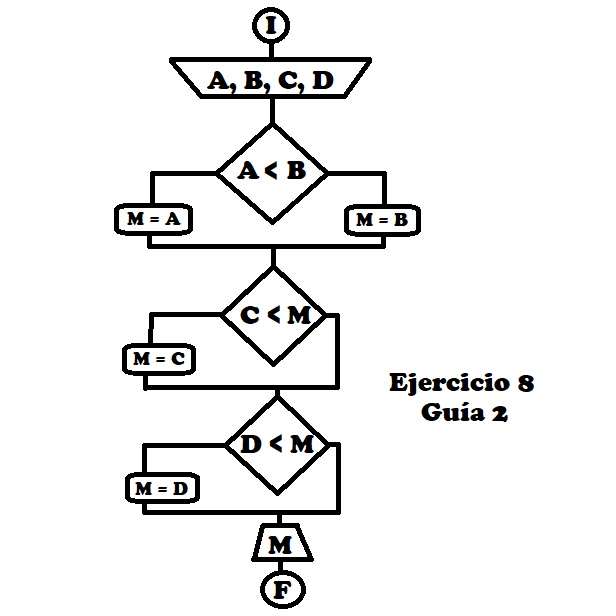 I
A, B, C, D
A < B
M = A
M = B
C < M
M = C
Ejercicio 8
Guía 2
D < M
M = D
M
F